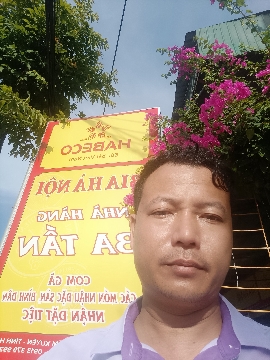 HABECO
BIA HÀ NỘI
NHÀ HÀNG
BA TẤN
CƠM GÀ
CÁC MÓN NHẬU ĐẶC SẢN, BÌNH DÂN
NHẬN ĐẶT TIỆC